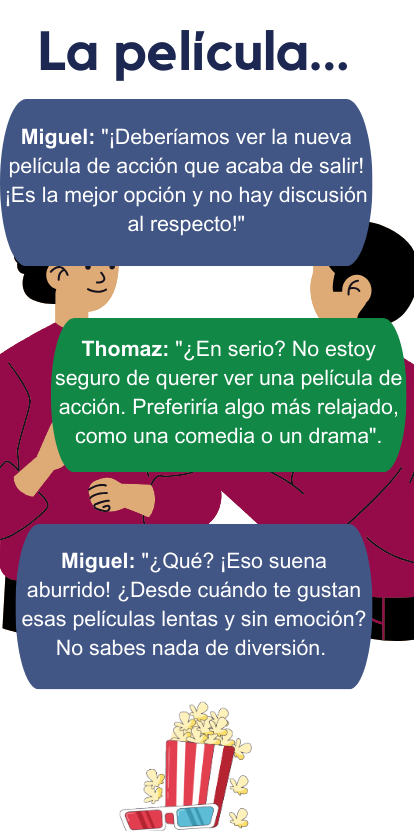 La película...
Miguel: "¡Deberíamos ver la nueva
película de acción que acaba de salir!
¡Es la mejor opción y no hay discusión
al respecto!"
Thomaz: "¿En serio? No estoy
seguro de querer ver una película de
acción. Preferiría algo más relajado,
como una comedia o un drama".
Miguel: "¿Qué? ¡Eso suena
aburrido! ¿Desde cuándo te gustan
esas películas lentas y sin emoción?
No sabes nada de diversión.